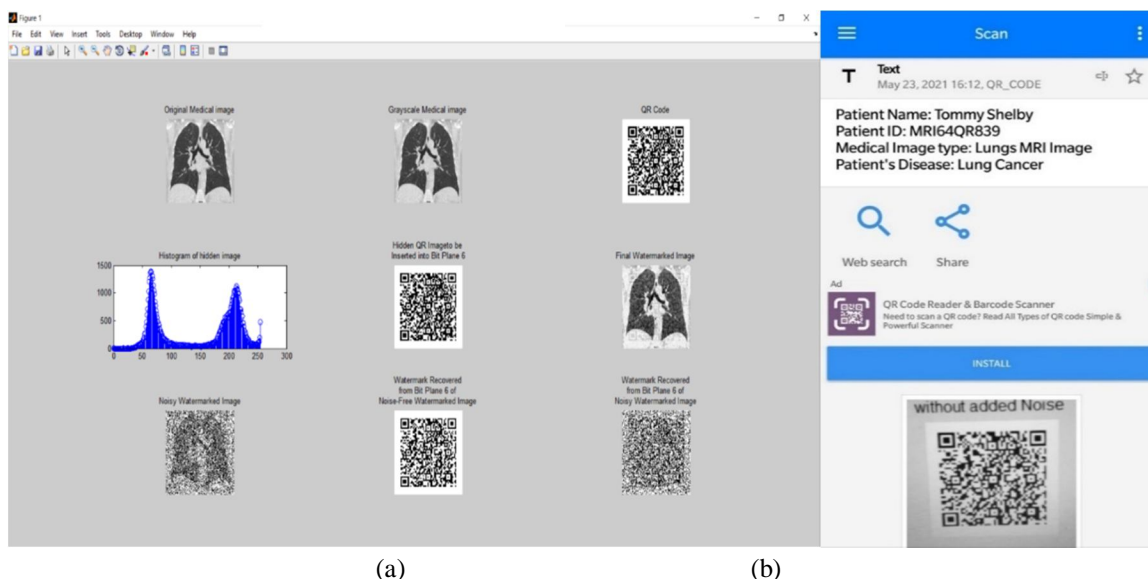 Figure 1
File Edit View Insert Tools Desktop Window Help
Original Medical image
Grayscale Medical image
QR Code
Histogram of hidden image
1500
1000
500
0
0 50 100 150 200 250 300
Hidden QR Imageto be
Inserted into Bit Plane 6
Final Watermarked Image
Noisy Watermarked Image
Watermark Recovered
from Bit Plane 6 of
Noise-Free Watermarked Image
Watermark Recovered
from Bit Plane 6 of
Noisy Watermarked Image
(a)
Scan
T
Text
May 23, 2021 16:12, QR_CODE
Patient Name: Tommy Shelby
Patient ID: MRI64QR839
Medical Image type: Lungs MRI Image
Patient's Disease: Lung Cancer
Web search
Share
Ad
QR Code Reader & Barcode Scanner
Need to scan a QR code? Read All Types of QR code Simple &
Powerful Scanner
INSTALL
without added Noise
(b)